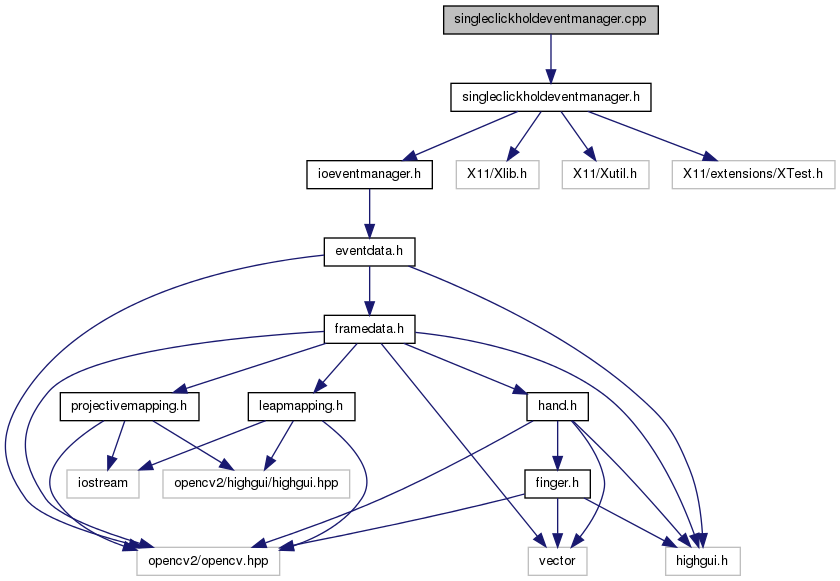 singleclickholdeventmanager.cpp
singleclickholdeventmanager.h
ioeventmanager.h
X11/Xlib.h
X11/Xutil.h
X11/extensions/XTest.h
eventdata.h
framedata.h
projectivemapping.h
leapmapping.h
hand.h
iostream
opencv2/highgui/highgui.hpp
finger.h
opencv2/opencv.hpp
vector
highgui.h